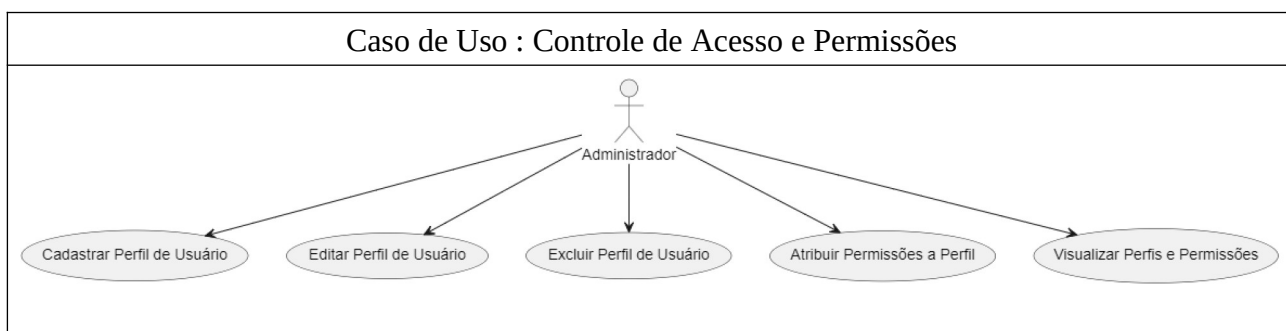 Caso de Uso : Controle de Acesso e Permissões
Administrador
Cadastrar Perfil de Usuário
Editar Perfil de Usuário
Excluir Perfil de Usuário
Atribuir Permissões a Perfil
Visualizar Perfis e Permissões